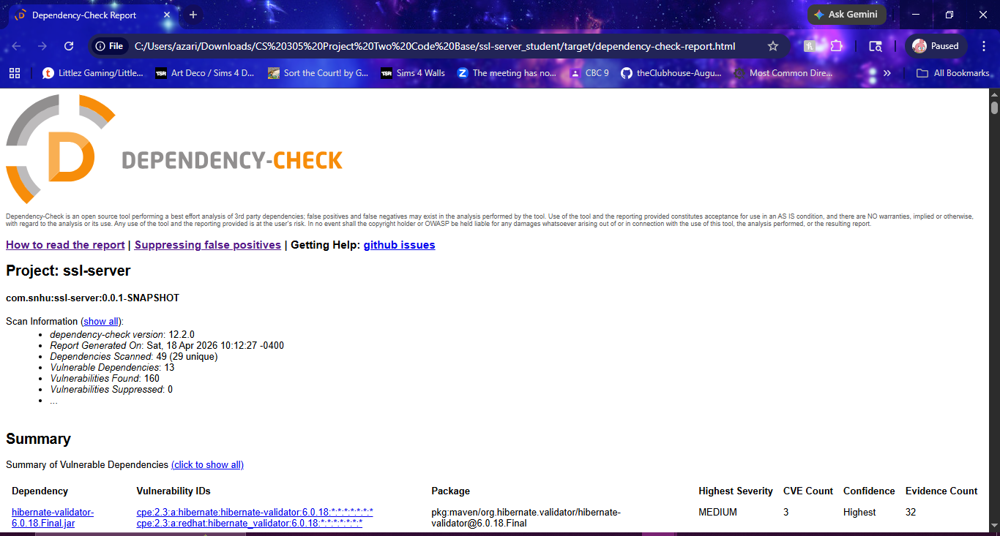 Dependency-Check Report
Ask Gemini
File
C:/Users/azari/Downloads/CS%20305%20Project%20Two%20Code%20Base/ssl-server_student/target/dependency-check-report.html
Paused
Littlez Gaming/Little...
TSR
Art Deco / Sims 4 D...
Sort the Court! by G...
TSR
Sims 4 Walls
The meeting has no...
CBC 9
theClubhouse-Augu...
Most Common Dire...
All Bookmarks
D
DEPENDENCY-CHECK
Dependency-Check is an open source tool performing a best effort analysis of 3rd party dependencies; false positives and false negatives may exist in the analysis performed by the tool. Use of the tool and the reporting provided constitutes acceptance for use in an AS IS condition, and there are NO warranties, implied or otherwise,
with regard to the analysis or its use. Any use of the tool and the reporting provided is at the user's risk. In no event shall the copyright holder or OWASP be held liable for any damages whatsoever arising out of or in connection with the use of this tool, the analysis performed, or the resulting report.
How to read the report | Suppressing false positives | Getting Help: github issues
Project: ssl-server
com.snhu:ssl-server:0.0.1-SNAPSHOT
Scan Information (show all):
dependency-check version: 12.2.0
Report Generated On: Sat, 18 Apr 2026 10:12:27 -0400
Dependencies Scanned: 49 (29 unique)
Vulnerable Dependencies: 13
Vulnerabilities Found: 160
Vulnerabilities Suppressed: 0
...
Summary
Summary of Vulnerable Dependencies (click to show all)
Dependency Vulnerability IDs Package Highest Severity CVE Count Confidence Evidence Count
hibernate-validator- cpe:2.3:a:hibernate:hibernate-validator:6.0.18:*:*:*:*:*:*:* pkg:maven/org.hibernate.validator/hibernate- MEDIUM 3 Highest 32
6.0.18.Final.jar cpe:2.3:a:redhat:hibernate_validator:6.0.18:*:*:*:*:*:*:* validator@6.0.18.Final